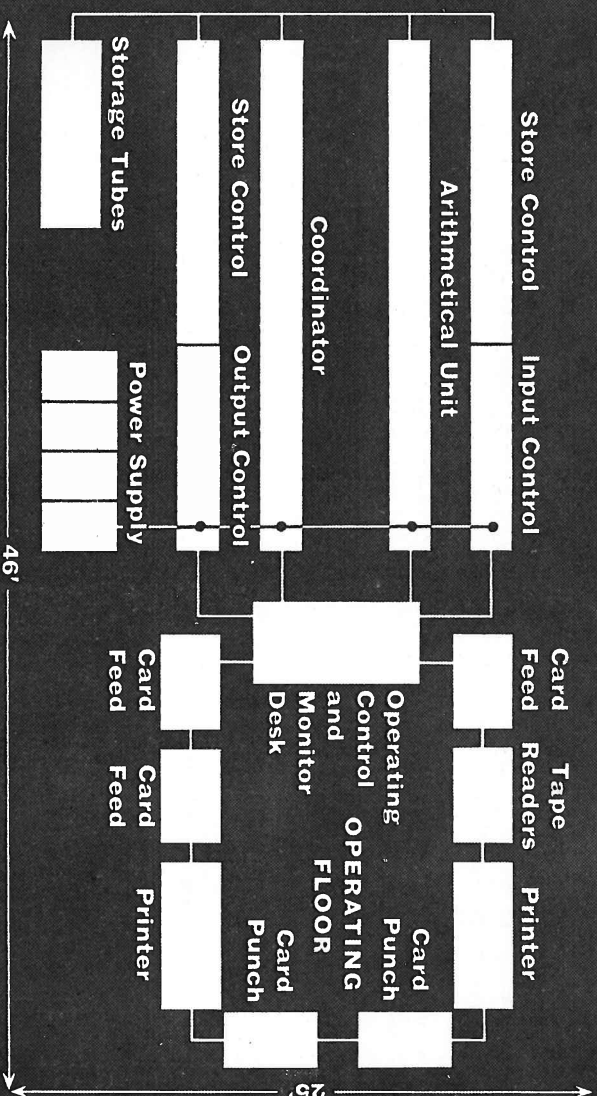 Store Control
Input Control
Card
Feed
Tape
Readers
Printer
Arithmetical Unit
Operating
Control
and
Monitor
Desk
OPERATING
FLOOR
Card
Punch
Card
Punch
Coordinator
Store Control
Output Control
Card
Feed
Card
Feed
Printer
Storage Tubes
Power Supply
46'
25'